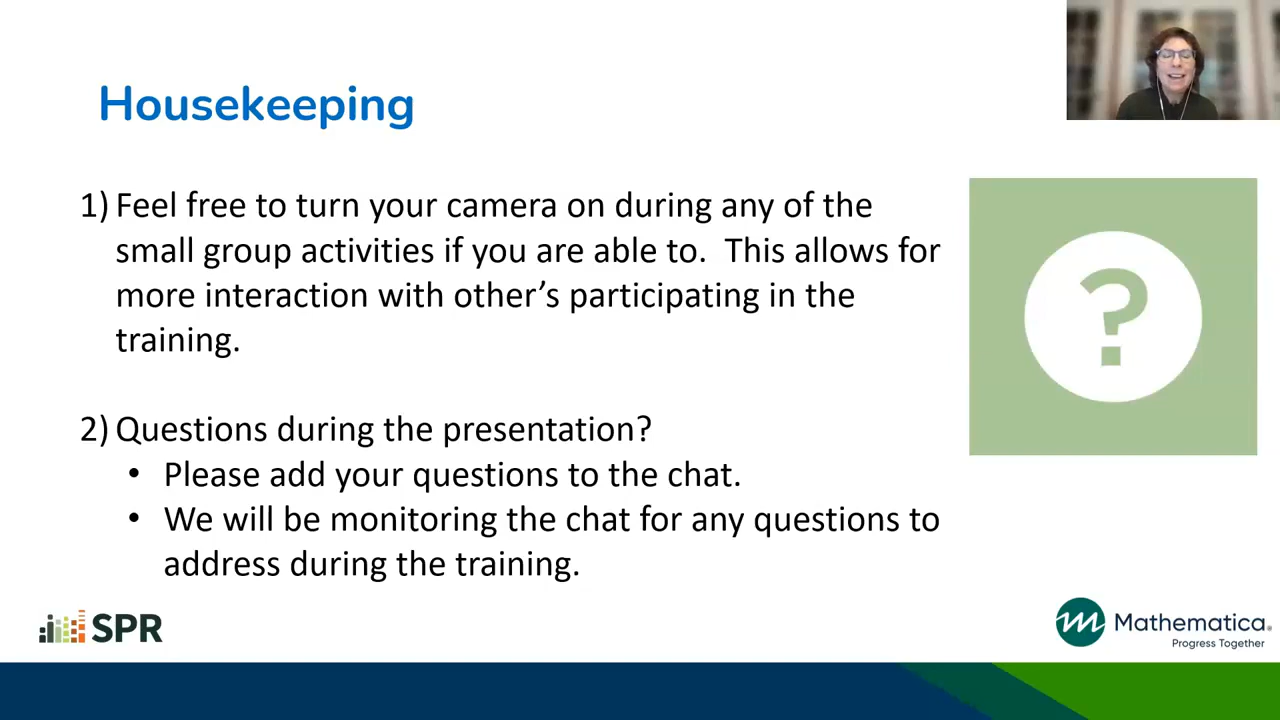 Housekeeping
1) Feel free to turn your camera on during any of the
small group activities if you are able to.  This allows for
more interaction with other’s participating in the
training.
?
2) Questions during the presentation?
• Please add your questions to the chat.
• We will be monitoring the chat for any questions to
address during the training.
SPR
Mathematica®
Progress Together